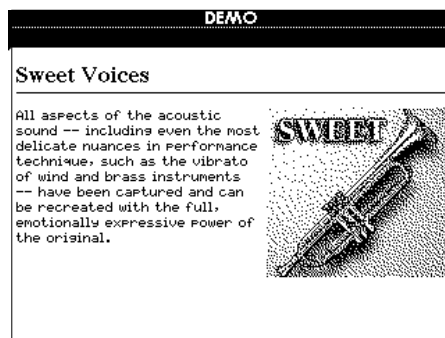 DEMO
Sweet Voices
All aspects of the acoustic
sound -- including even the most
delicate nuances in performance
technique, such as the vibrato
of wind and brass instruments
-- have been captured and can
be recreated with the full,
emotionally expressive power of
the original.
SWEET